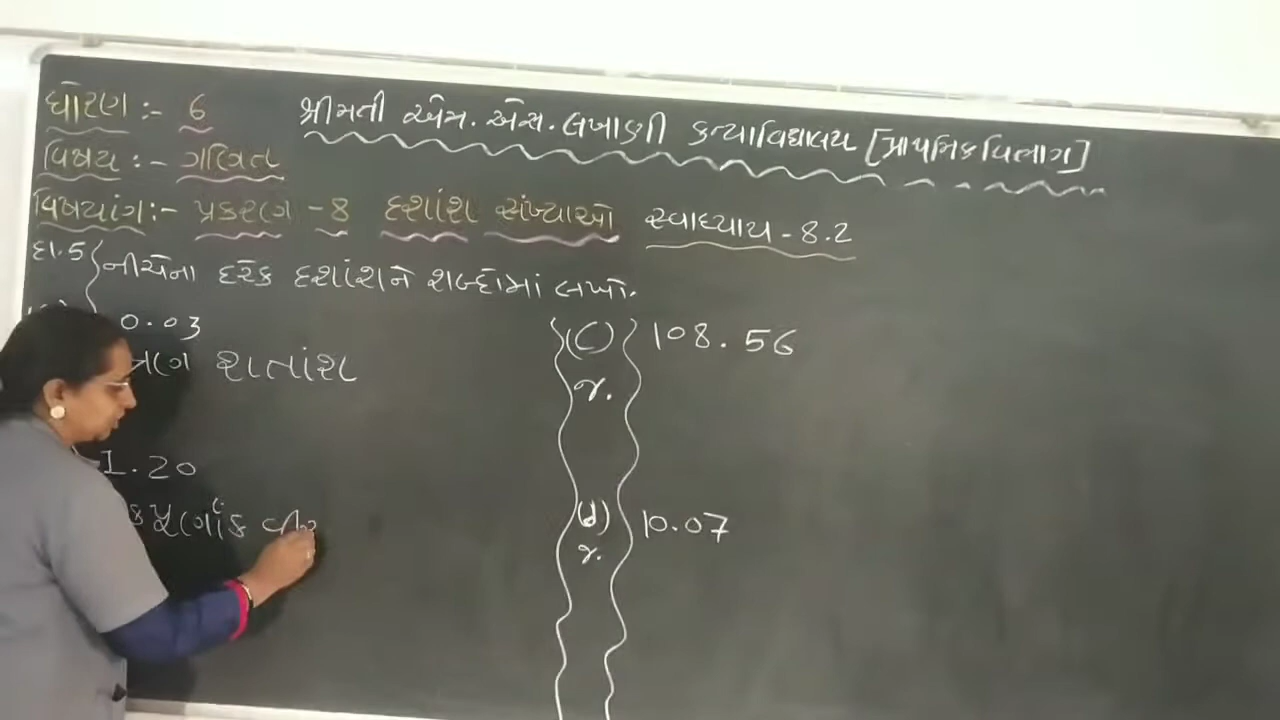 ધોરણ :- 6
શ્રીમતી એમ. એસ. લખાણી કન્યાવિદ્યાલય [પ્રાથમિક વિભાગ]
વિષય :- ગણિત
વિષયાંગ:- પ્રકરણ - 8 દશાંશ સંખ્યાઓ સ્વાધ્યાય - 8.2
દા.5 નીચેના દરેક દશાંશને શબ્દોમાં લખો.
0.03
ત્રણ શતાંશ
1.20
પૂર્ણાંક વીસ
(C) 108.56
જ.
(d) 10.07
જ.